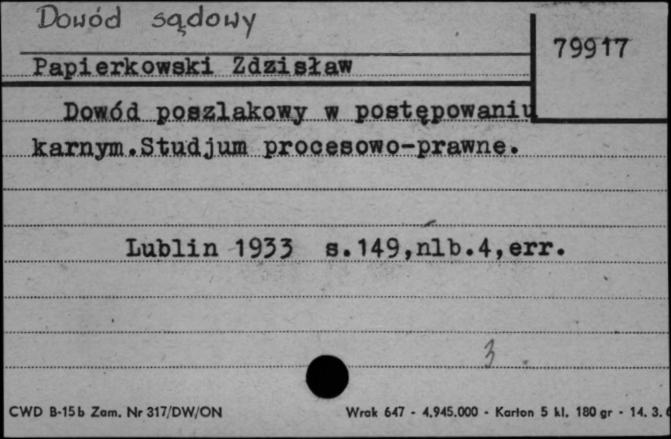 Dowód sądowy
79917
Papierkowski Zdzisław
Dowód poszlakowy w postępowaniu
karnym.Studjum procesowo-prawne.
Lublin 1933 s.149,nlb.4,err.
3
CWD B-15b Zam. Nr 317/DW/ON Wrak 647 - 4.945.000 - Karton 5 kl. 180 gr - 14. 3.